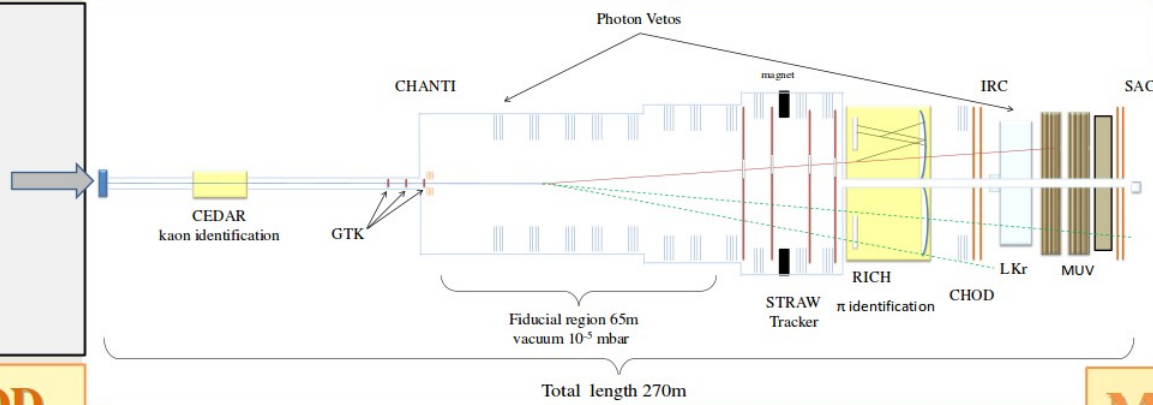 Photon Vetos
magnet
CHANTI
IRC
SAC
CEDAR
kaon identification
GTK
LKr
MUV
RICH
π identification
CHOD
STRAW
Tracker
Fiducial region 65m
vacuum 10⁻⁵ mbar
Total length 270m
OD
M